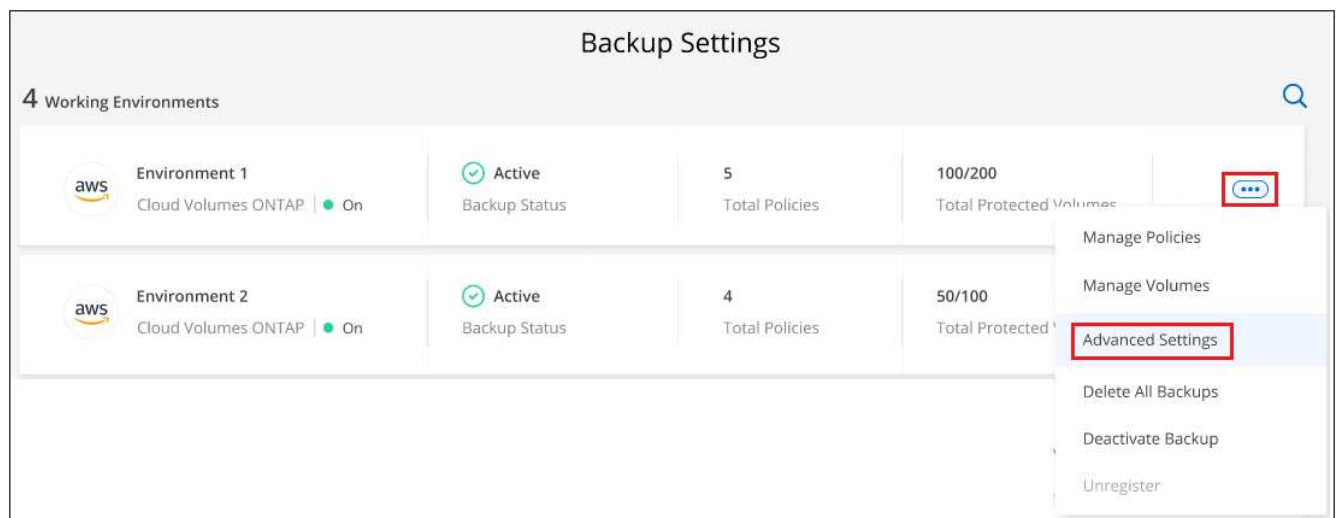 Backup Settings
4 Working Environments
aws
Environment 1
Cloud Volumes ONTAP | On
Active
Backup Status
5
Total Policies
100/200
Total Protected Volumes
aws
Environment 2
Cloud Volumes ONTAP | On
Active
Backup Status
4
Total Policies
50/100
Total Protected
Manage Policies
Manage Volumes
Advanced Settings
Delete All Backups
Deactivate Backup
Unregister